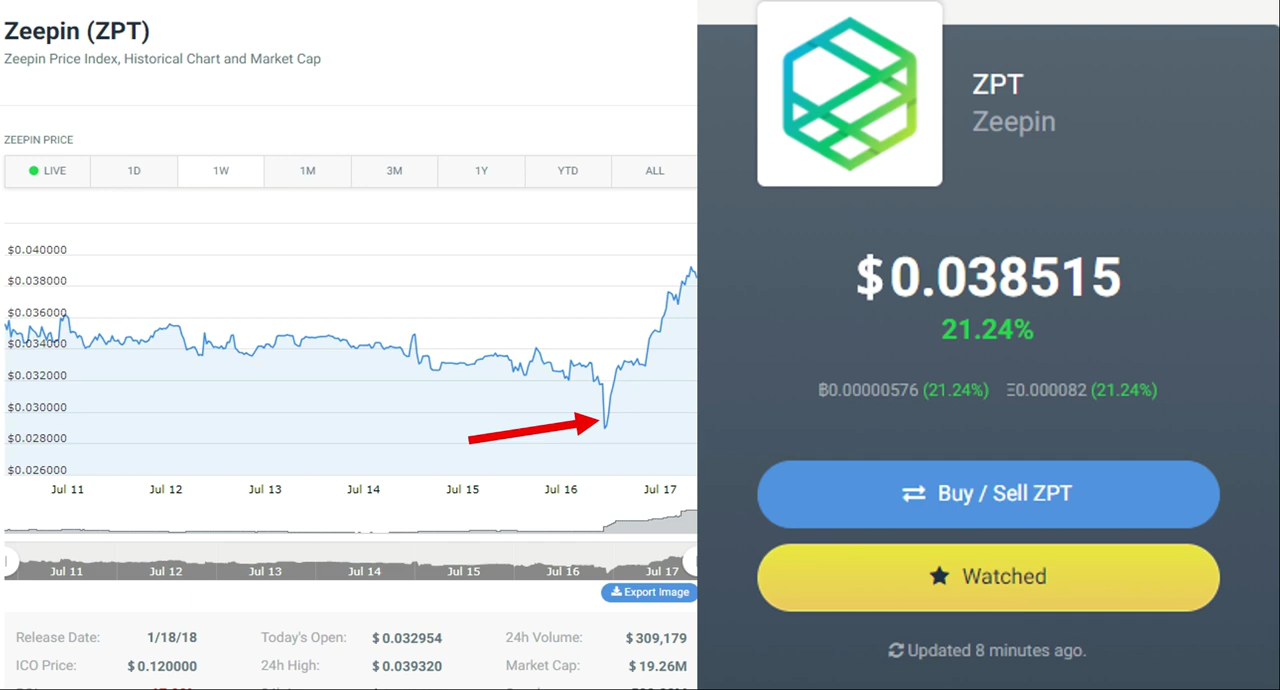 Zeepin (ZPT)
Zeepin Price Index, Historical Chart and Market Cap
ZEEPIN PRICE
LIVE 1D 1W 1M 3M 1Y YTD ALL
$0.040000
$0.038000
$0.036000
$0.034000
$0.032000
$0.030000
$0.028000
$0.026000
Jul 11 Jul 12 Jul 13 Jul 14 Jul 15 Jul 16 Jul 17
Jul 11 Jul 12 Jul 13 Jul 14 Jul 15 Jul 16 Jul 17
Export Image
Release Date: 1/18/18 Today's Open: $0.032954 24h Volume: $309,179
ICO Price: $0.120000 24h High: $0.039320 Market Cap: $19.26M
ZPT
Zeepin
$0.038515
21.24%
฿0.00000576 (21.24%) Ξ0.000082 (21.24%)
Buy / Sell ZPT
Watched
Updated 8 minutes ago.